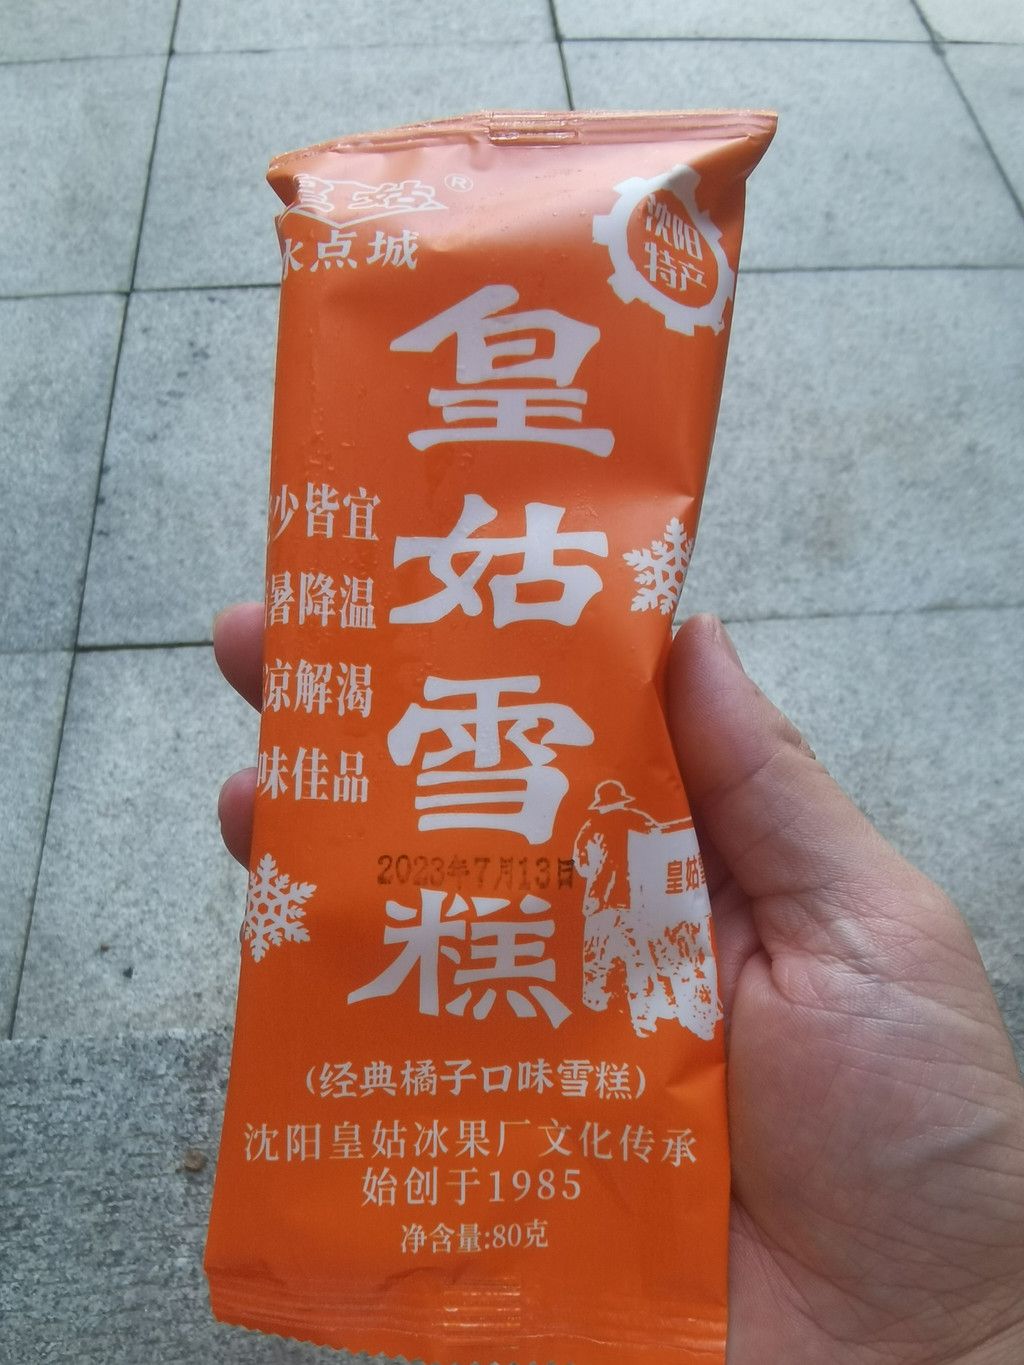 皇姑®
冰点城
沈阳
特产
皇姑雪糕
少皆宜
暑降温
凉解渴
味佳品
2023年7月13日
皇姑
(经典橘子口味雪糕)
沈阳皇姑冰果厂文化传承
始创于1985
净含量:80克